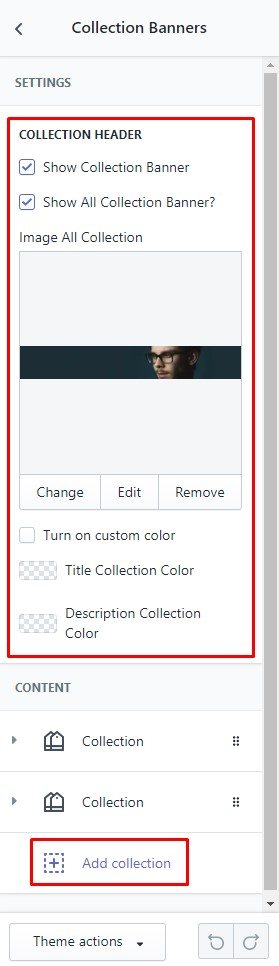 Collection Banners
SETTINGS
COLLECTION HEADER
Show Collection Banner
Show All Collection Banner?
Image All Collection
Change Edit Remove
Turn on custom color
Title Collection Color
Description Collection
Color
CONTENT
Collection
Collection
Add collection
Theme actions